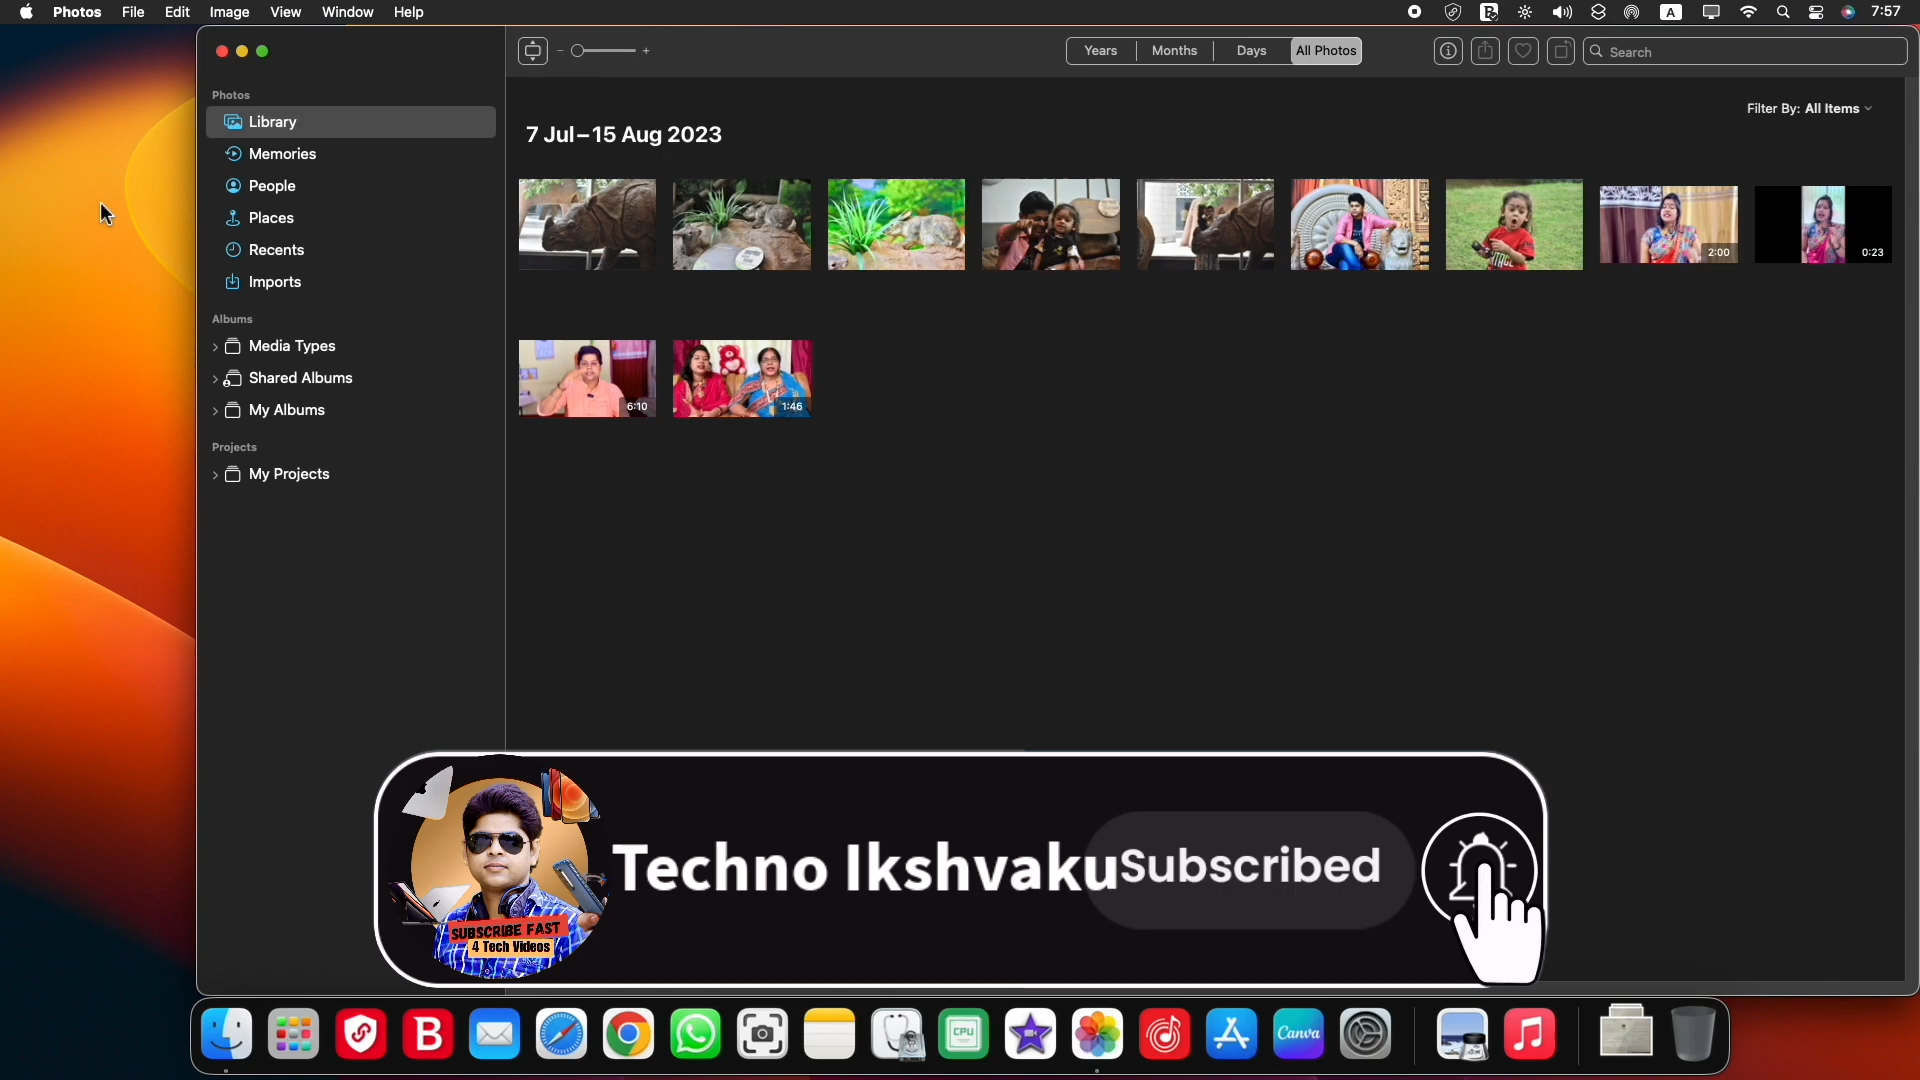 Photos File Edit Image View Window Help A 7:57
Years Months Days All Photos Search
Photos
Library
Memories
People
Places
Recents
Imports
Albums
Media Types
Shared Albums
My Albums
Projects
My Projects
Filter By: All Items
7 Jul–15 Aug 2023
2:00
0:23
6:10
1:46
SUBSCRIBE FAST
4 Tech Videos
Techno Ikshvaku
Subscribed
B
CPU
Canva